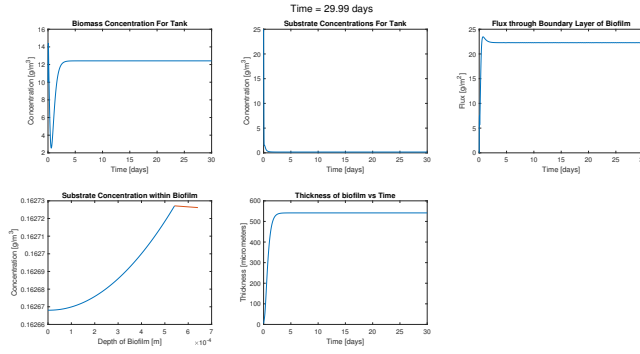 Time = 29.99 days
Biomass Concentration For Tank
Substrate Concentrations For Tank
Flux through Boundary Layer of Biofilm
Concentration [g/m³]
16
14
12
10
8
6
4
2
0 5 10 15 20 25 30
Time [days]
Concentration [g/m³]
25
20
15
10
5
0
0 5 10 15 20 25 30
Time [days]
Flux [g/m²]
25
20
15
10
5
0
0 5 10 15 20 25 30
Time [days]
Substrate Concentration within Biofilm
Thickness of biofilm vs Time
Concentration [g/m³]
0.16273
0.16272
0.16271
0.1627
0.16269
0.16268
0.16267
0.16266
0 1 2 3 4 5 6 7
Depth of Biofilm [m] ×10⁻⁴
Thickness [micrometers]
600
500
400
300
200
100
0
0 5 10 15 20 25 30
Time [days]